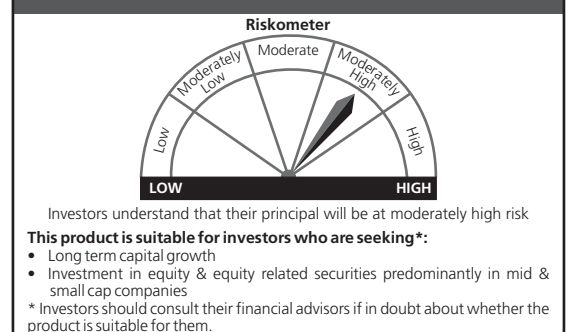 Riskometer
Moderate
Moderately
Low
Moderately
High
Low
High
LOW HIGH
Investors understand that their principal will be at moderately high risk
This product is suitable for investors who are seeking*:
• Long term capital growth
• Investment in equity & equity related securities predominantly in mid &
small cap companies
* Investors should consult their financial advisors if in doubt about whether the
product is suitable for them.